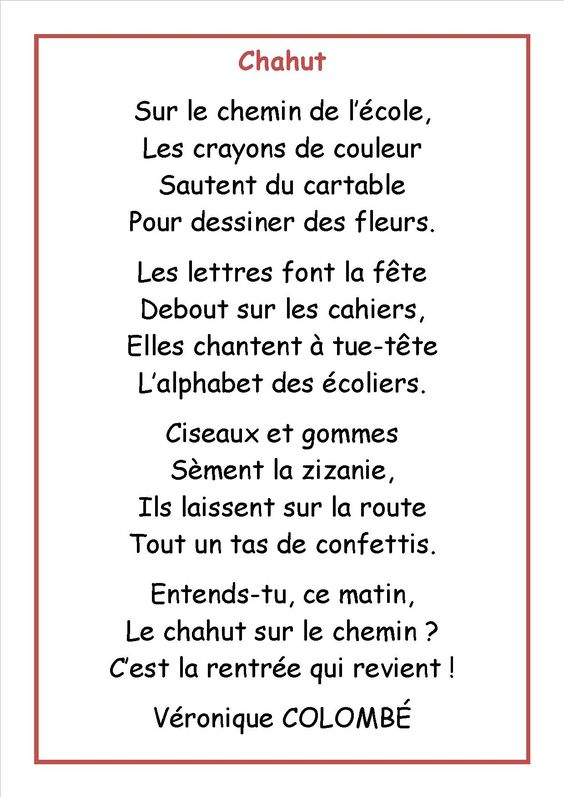 Chahut
Sur le chemin de l'école,
Les crayons de couleur
Sautent du cartable
Pour dessiner des fleurs.
Les lettres font la fête
Debout sur les cahiers,
Elles chantent à tue-tête
L'alphabet des écoliers.
Ciseaux et gommes
Sèment la zizanie,
Ils laissent sur la route
Tout un tas de confettis.
Entends-tu, ce matin,
Le chahut sur le chemin ?
C'est la rentrée qui revient !
Véronique COLOMBÉ